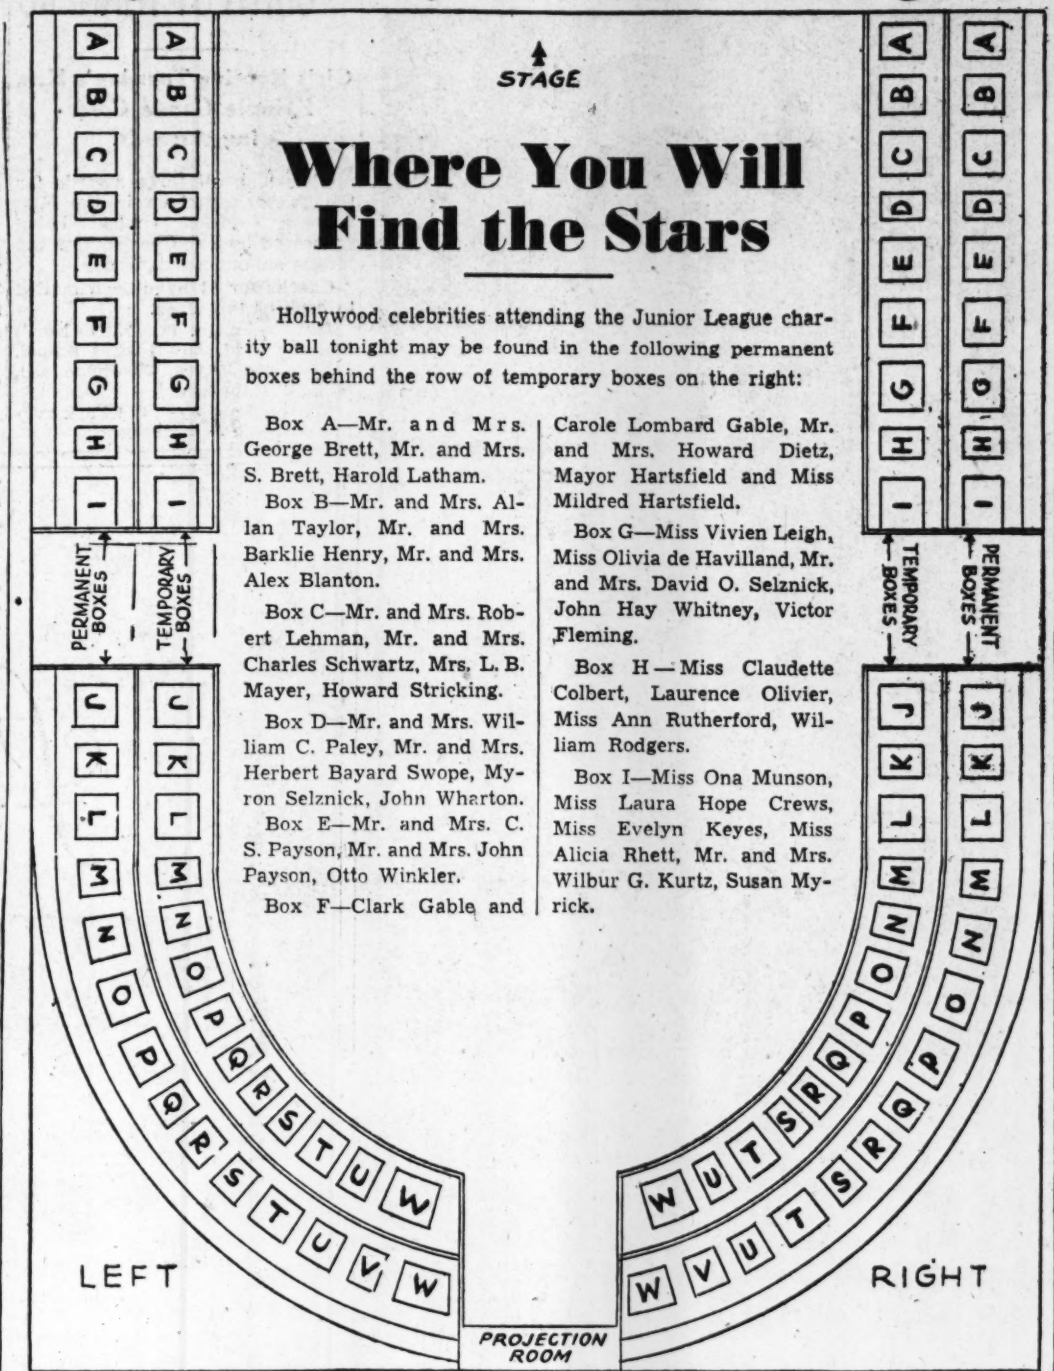 STAGE
Where You Will
Find the Stars
Hollywood celebrities attending the Junior League char-
ity ball tonight may be found in the following permanent
boxes behind the row of temporary boxes on the right:
Box A—Mr. and Mrs.
George Brett, Mr. and Mrs.
S. Brett, Harold Latham.
Box B—Mr. and Mrs. Al-
lan Taylor, Mr. and Mrs.
Barklie Henry, Mr. and Mrs.
Alex Blanton.
Box C—Mr. and Mrs. Rob-
ert Lehman, Mr. and Mrs.
Charles Schwartz, Mrs. L. B.
Mayer, Howard Stricking.
Box D—Mr. and Mrs. Wil-
liam C. Paley, Mr. and Mrs.
Herbert Bayard Swope, My-
ron Selznick, John Wharton.
Box E—Mr. and Mrs. C.
S. Payson, Mr. and Mrs. John
Payson, Otto Winkler.
Box F—Clark Gable and
Carole Lombard Gable, Mr.
and Mrs. Howard Dietz,
Mayor Hartsfield and Miss
Mildred Hartsfield.
Box G—Miss Vivien Leigh,
Miss Olivia de Havilland, Mr.
and Mrs. David O. Selznick,
John Hay Whitney, Victor
Fleming.
Box H—Miss Claudette
Colbert, Laurence Olivier,
Miss Ann Rutherford, Wil-
liam Rodgers.
Box I—Miss Ona Munson,
Miss Laura Hope Crews,
Miss Evelyn Keyes, Miss
Alicia Rhett, Mr. and Mrs.
Wilbur G. Kurtz, Susan My-
rick.
A B C D E F G H I
PERMANENT
BOXES
J K L M N O P Q R S T U V W
A B C D E F G H I
TEMPORARY
BOXES
J K L M N O P Q R S T U W
A B C D E F G H I
TEMPORARY
BOXES
J K L M N O P Q R S T U W
A B C D E F G H I
PERMANENT
BOXES
J K L M N O P Q R S T U V W
LEFT
RIGHT
PROJECTION
ROOM